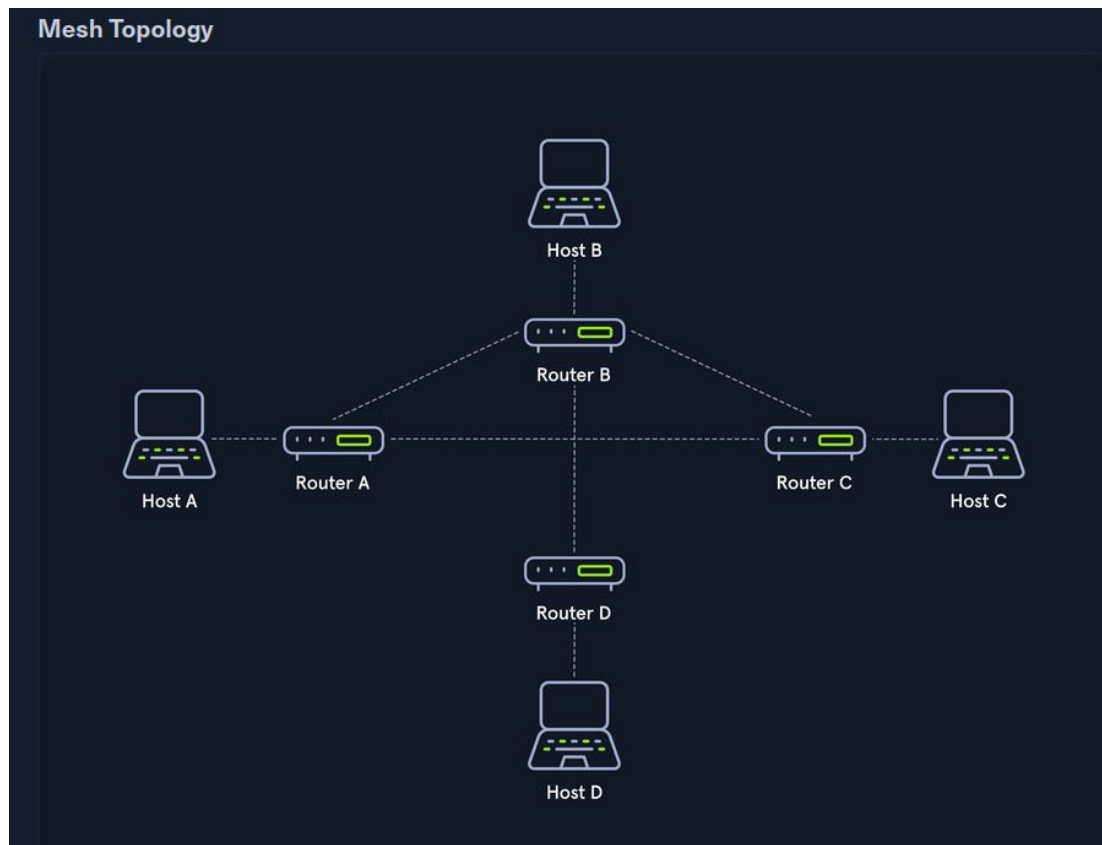 Mesh Topology
Host B
Router B
Router A
Router C
Host A
Host C
Router D
Host D